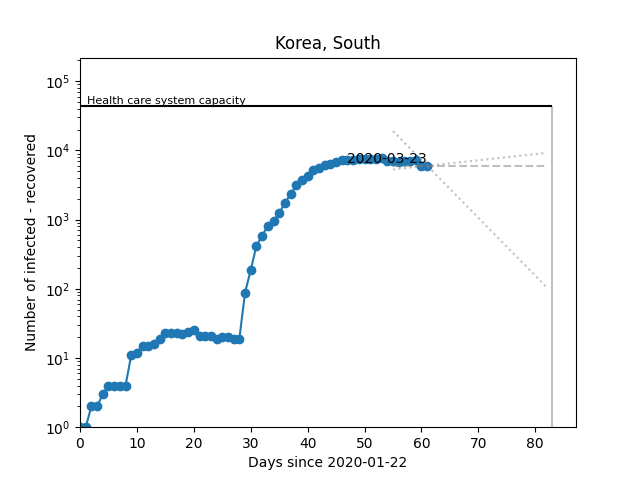 Korea, South
Number of infected - recovered
10^5
10^4
10^3
10^2
10^1
10^0
Health care system capacity
2020-03-23
0 10 20 30 40 50 60 70 80
Days since 2020-01-22